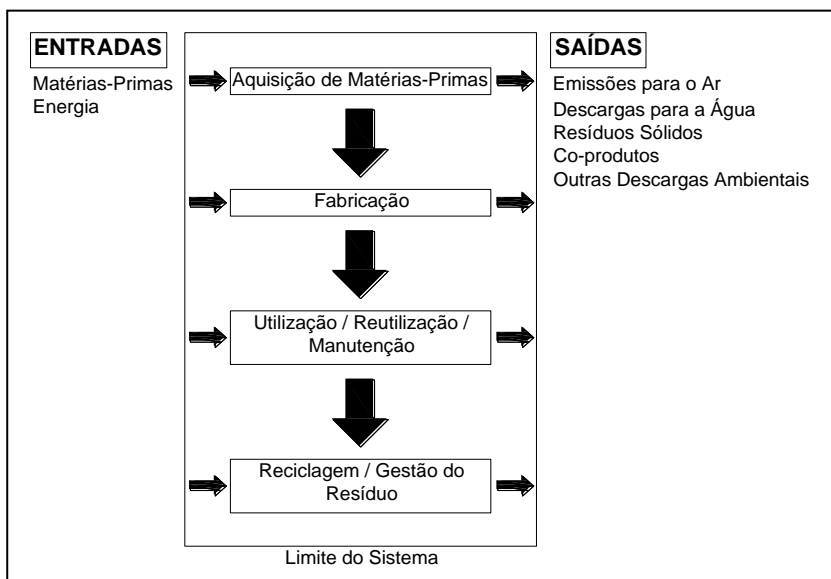 ENTRADAS
Matérias-Primas
Energia
Aquisição de Matérias-Primas
Fabricação
Utilização / Reutilização /
Manutenção
Reciclagem / Gestão do
Resíduo
Limite do Sistema
SAÍDAS
Emissões para o Ar
Descargas para a Água
Resíduos Sólidos
Co-produtos
Outras Descargas Ambientais